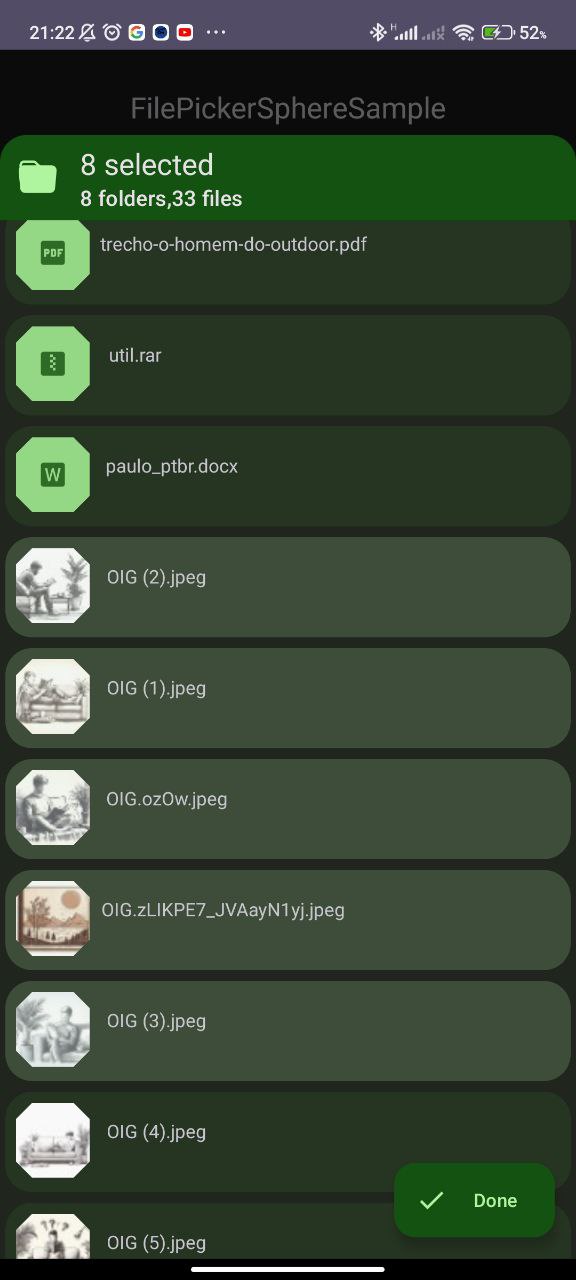 21:22
H
52%
FilePickerSphereSample
8 selected
8 folders,33 files
PDF
trecho-o-homem-do-outdoor.pdf
util.rar
W
paulo_ptbr.docx
OIG (2).jpeg
OIG (1).jpeg
OIG.ozOw.jpeg
OIG.zLlKPE7_JVAayN1yj.jpeg
OIG (3).jpeg
OIG (4).jpeg
Done
OIG (5).jpeg